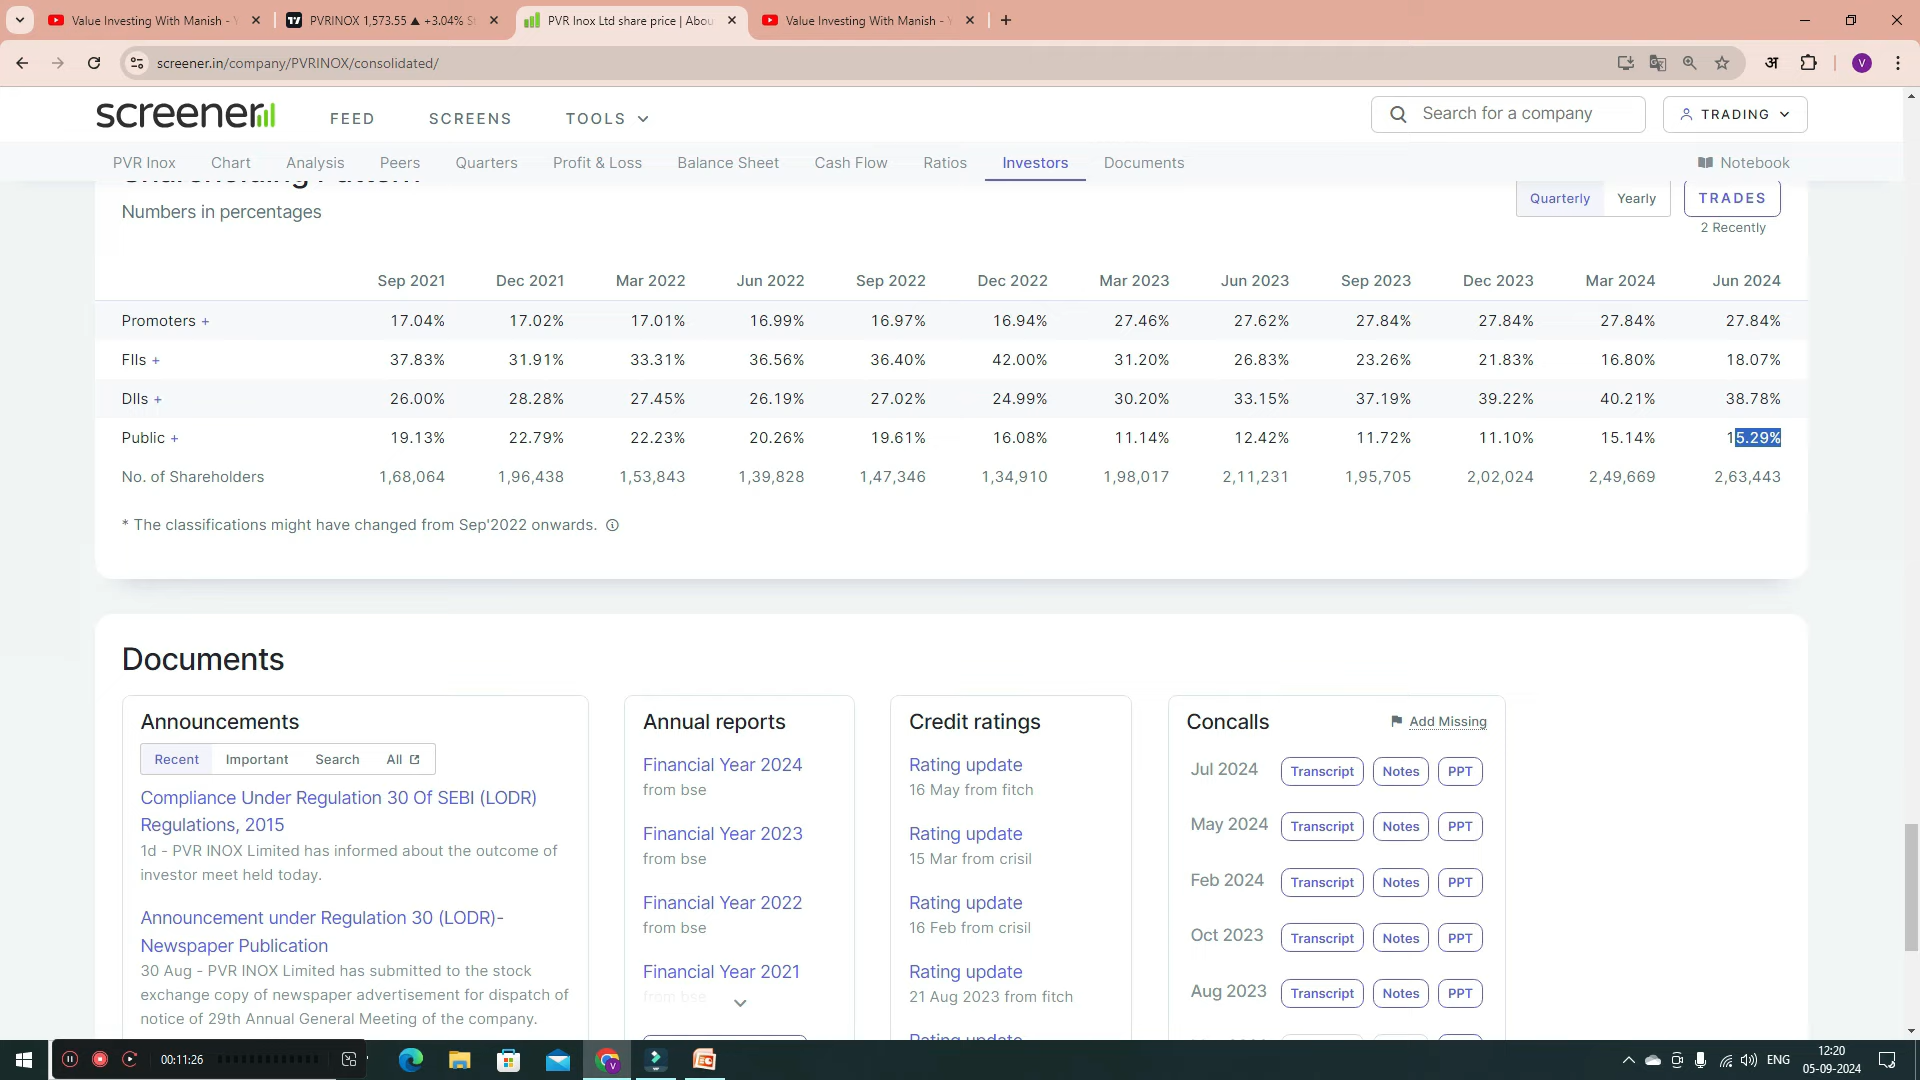 Value Investing With Manish - Y
PVRINOX 1,573.55 ▲ +3.04% S
PVR Inox Ltd share price | Abou
Value Investing With Manish - Y
screener.in/company/PVRINOX/consolidated/
अ
V
screener
FEED
SCREENS
TOOLS
Search for a company
TRADING
PVR Inox
Chart
Analysis
Peers
Quarters
Profit & Loss
Balance Sheet
Cash Flow
Ratios
Investors
Documents
Notebook
Shareholding Pattern
Numbers in percentages
Quarterly
Yearly
TRADES
2 Recently
Sep 2021 Dec 2021 Mar 2022 Jun 2022 Sep 2022 Dec 2022 Mar 2023 Jun 2023 Sep 2023 Dec 2023 Mar 2024 Jun 2024
Promoters + 17.04% 17.02% 17.01% 16.99% 16.97% 16.94% 27.46% 27.62% 27.84% 27.84% 27.84% 27.84%
FIIs + 37.83% 31.91% 33.31% 36.56% 36.40% 42.00% 31.20% 26.83% 23.26% 21.83% 16.80% 18.07%
DIIs + 26.00% 28.28% 27.45% 26.19% 27.02% 24.99% 30.20% 33.15% 37.19% 39.22% 40.21% 38.78%
Public + 19.13% 22.79% 22.23% 20.26% 19.61% 16.08% 11.14% 12.42% 11.72% 11.10% 15.14% 15.29%
No. of Shareholders 1,68,064 1,96,438 1,53,843 1,39,828 1,47,346 1,34,910 1,98,017 2,11,231 1,95,705 2,02,024 2,49,669 2,63,443
* The classifications might have changed from Sep'2022 onwards.
Documents
Announcements
Recent Important Search All
Compliance Under Regulation 30 Of SEBI (LODR)
Regulations, 2015
1d - PVR INOX Limited has informed about the outcome of
investor meet held today.
Announcement under Regulation 30 (LODR)-
Newspaper Publication
30 Aug - PVR INOX Limited has submitted to the stock
exchange copy of newspaper advertisement for dispatch of
notice of 29th Annual General Meeting of the company.
Annual reports
Financial Year 2024
from bse
Financial Year 2023
from bse
Financial Year 2022
from bse
Financial Year 2021
from bse
Credit ratings
Rating update
16 May from fitch
Rating update
15 Mar from crisil
Rating update
16 Feb from crisil
Rating update
21 Aug 2023 from fitch
Rating update
Concalls
Add Missing
Jul 2024 Transcript Notes PPT
May 2024 Transcript Notes PPT
Feb 2024 Transcript Notes PPT
Oct 2023 Transcript Notes PPT
Aug 2023 Transcript Notes PPT
00:11:26
ENG
12:20
05-09-2024